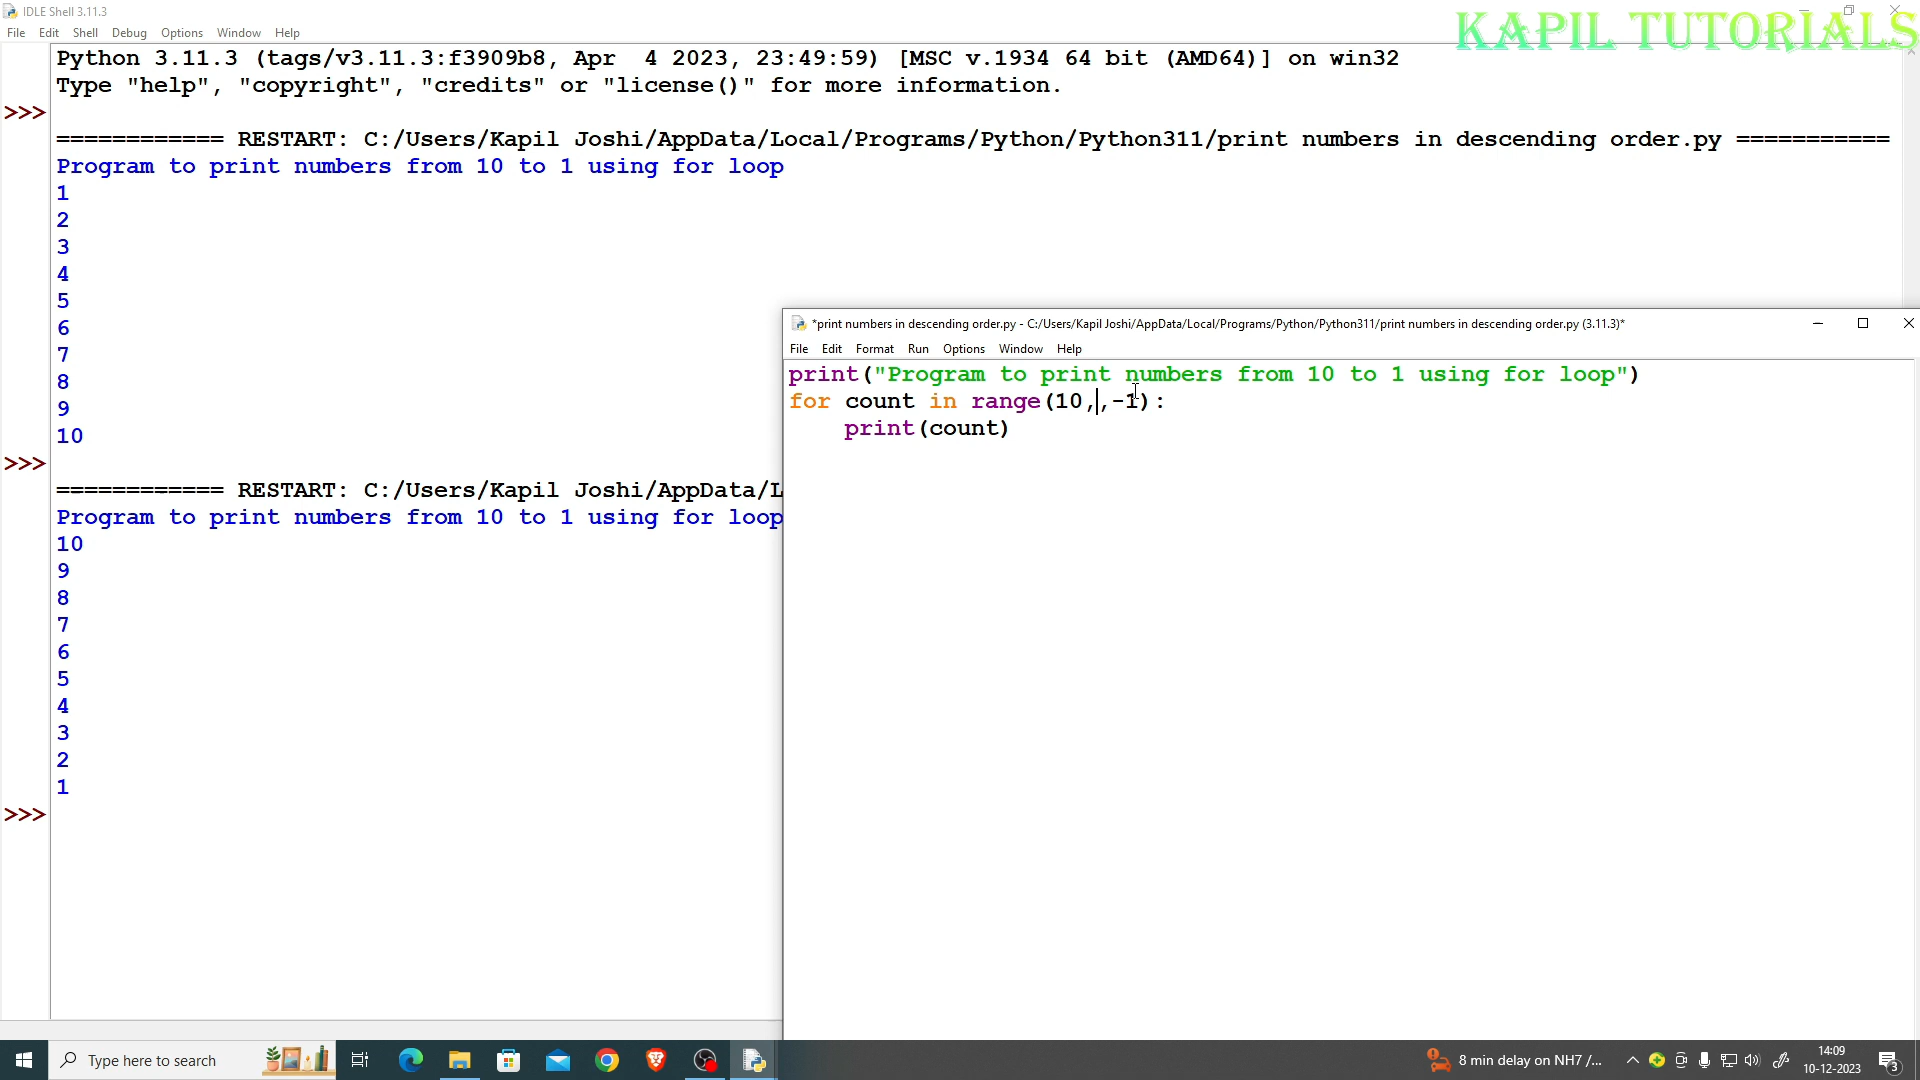 IDLE Shell 3.11.3
KAPIL TUTORIALS
File Edit Shell Debug Options Window Help
Python 3.11.3 (tags/v3.11.3:f3909b8, Apr  4 2023, 23:49:59) [MSC v.1934 64 bit (AMD64)] on win32
Type "help", "copyright", "credits" or "license()" for more information.
>>>
============ RESTART: C:/Users/Kapil Joshi/AppData/Local/Programs/Python/Python311/print numbers in descending order.py ===========
Program to print numbers from 10 to 1 using for loop
1
2
3
4
5
6
7
8
9
10
>>>
============ RESTART: C:/Users/Kapil Joshi/AppData/L
Program to print numbers from 10 to 1 using for loop
10
9
8
7
6
5
4
3
2
1
>>>
*print numbers in descending order.py - C:/Users/Kapil Joshi/AppData/Local/Programs/Python/Python311/print numbers in descending order.py (3.11.3)*
File Edit Format Run Options Window Help
print("Program to print numbers from 10 to 1 using for loop")
for count in range(10,,-1):
    print(count)
Type here to search
8 min delay on NH7 /...
14:09
10-12-2023
3